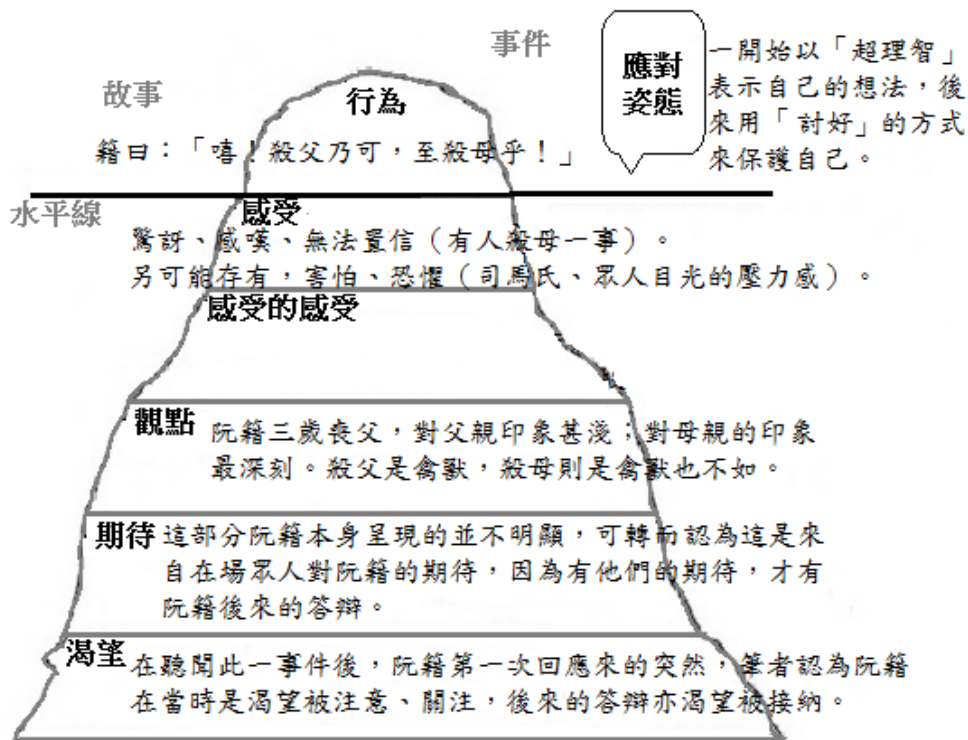 事件
故事
行為
應對
姿態
一開始以「超理智」
表示自己的想法，後
來用「討好」的方式
來保護自己。
籍曰：「嘻！殺父乃可，至殺母乎！」
水平線
感受
驚訝、感嘆、無法置信（有人殺母一事）。
另可能存有，害怕、恐懼（司馬氏、眾人目光的壓力感）。
感受的感受
觀點
阮籍三歲喪父，對父親印象甚淺；對母親的印象
最深刻。殺父是禽獸，殺母則是禽獸也不如。
期待
這部分阮籍本身呈現的並不明顯，可轉而認為這是來
自在場眾人對阮籍的期待，因為有他們的期待，才有
阮籍後來的答辯。
渴望
在聽聞此一事件後，阮籍第一次回應來的突然，筆者認為阮籍
在當時是渴望被注意、關注，後來的答辯亦渴望被接納。